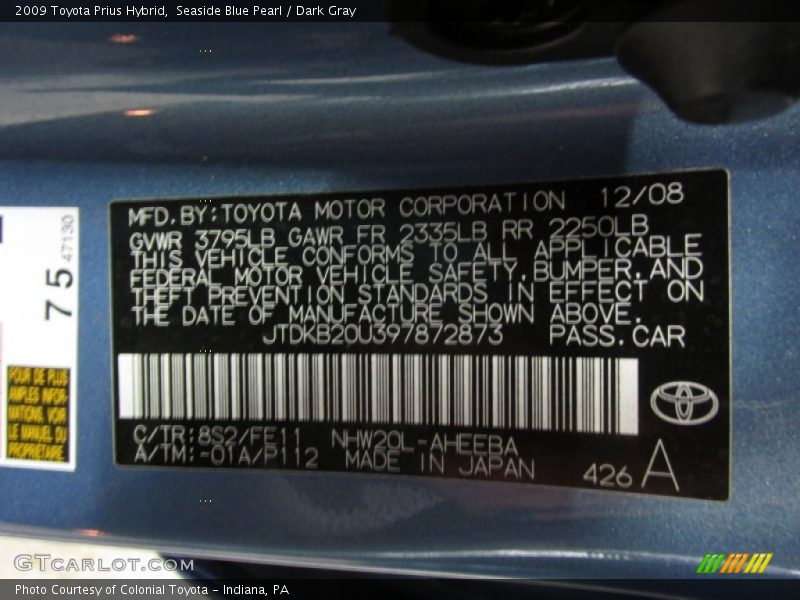 2009 Toyota Prius Hybrid, Seaside Blue Pearl / Dark Gray
MFD.BY:TOYOTA MOTOR CORPORATION 12/08
GVWR 3795LB GAWR FR 2335LB RR 2250LB
THIS VEHICLE CONFORMS TO ALL APPLICABLE
FEDERAL MOTOR VEHICLE SAFETY,BUMPER,AND
THEFT PREVENTION STANDARDS IN EFFECT ON
THE DATE OF MANUFACTURE SHOWN ABOVE.
JTDKB20U397872873 PASS.CAR
C/TR:8S2/FE11 NHW20L-AHEEBA
A/TM:-01A/P112 MADE IN JAPAN
426 A
75 47130
POUR DE PLUS
AMPLES INFOR-
MATIONS, VOIR
LE MANUEL DU
PROPRIÉTAIRE
GTCARLOT.COM
Photo Courtesy of Colonial Toyota - Indiana, PA